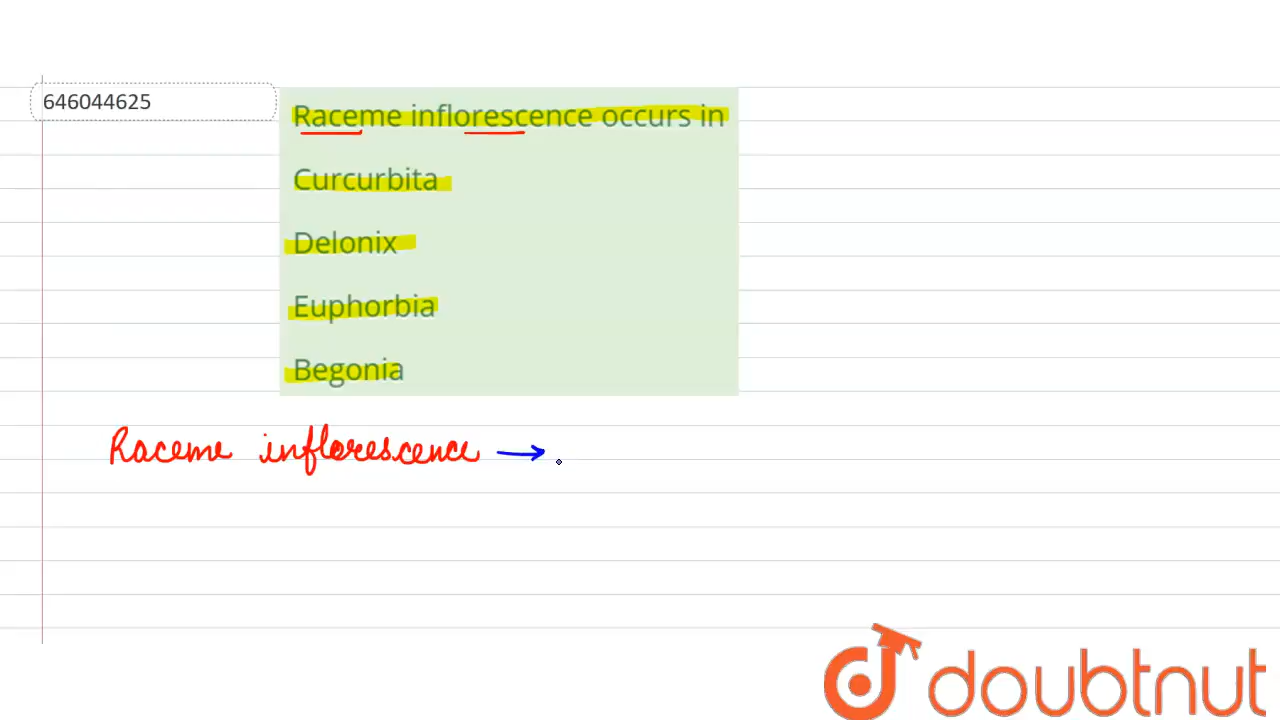 646044625
Raceme inflorescence occurs in
Curcurbita
Delonix
Euphorbia
Begonia
Raceme inflorescence →
doubtnut